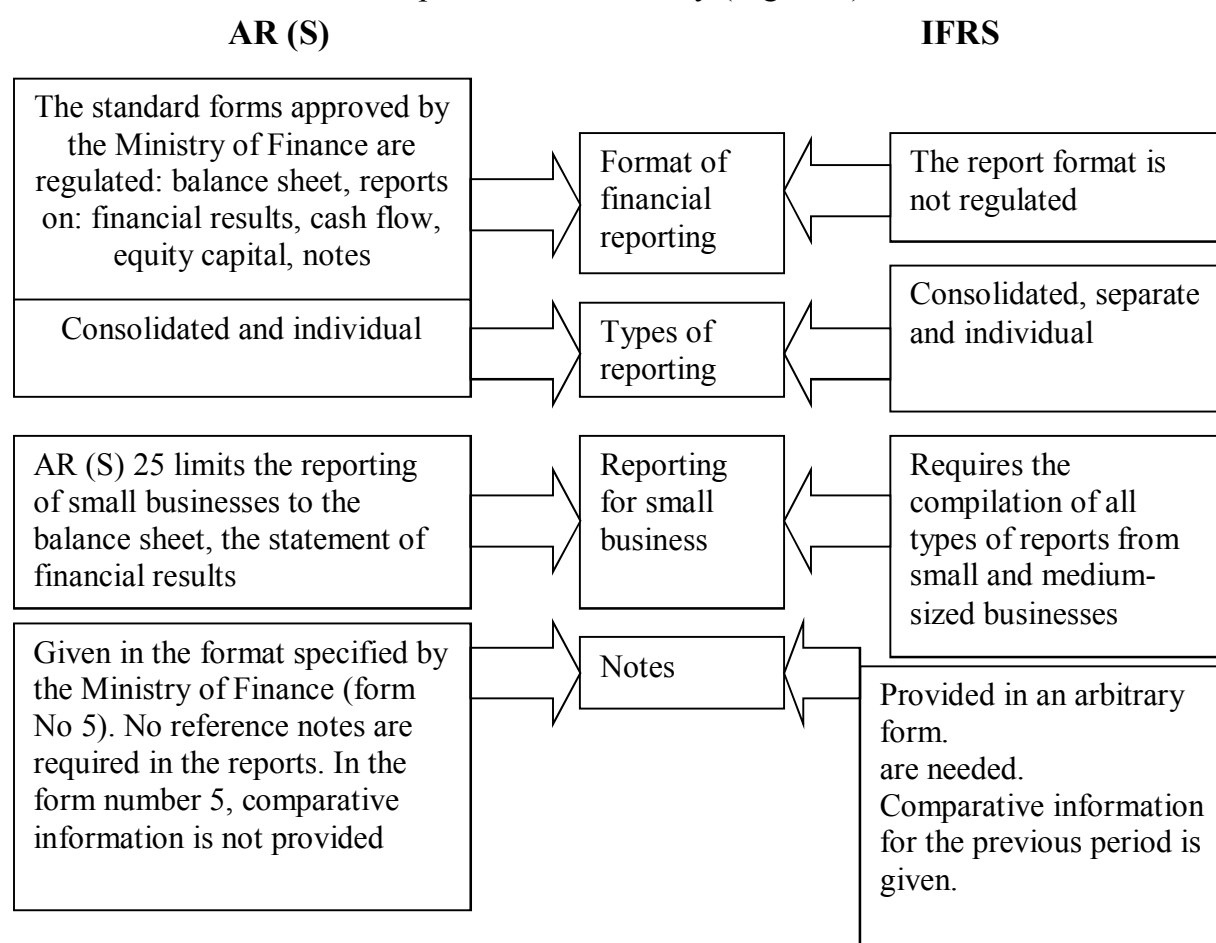 AR (S)
IFRS
The standard forms approved by
the Ministry of Finance are
regulated: balance sheet, reports
on: financial results, cash flow,
equity capital, notes
Format of
financial
reporting
The report format is
not regulated
Consolidated and individual
Types of
reporting
Consolidated, separate
and individual
AR (S) 25 limits the reporting
of small businesses to the
balance sheet, the statement of
financial results
Reporting
for small
business
Requires the
compilation of all
types of reports from
small and medium-
sized businesses
Given in the format specified by
the Ministry of Finance (form
No 5). No reference notes are
required in the reports. In the
form number 5, comparative
information is not provided
Notes
Provided in an arbitrary
form.
are needed.
Comparative information
for the previous period is
given.